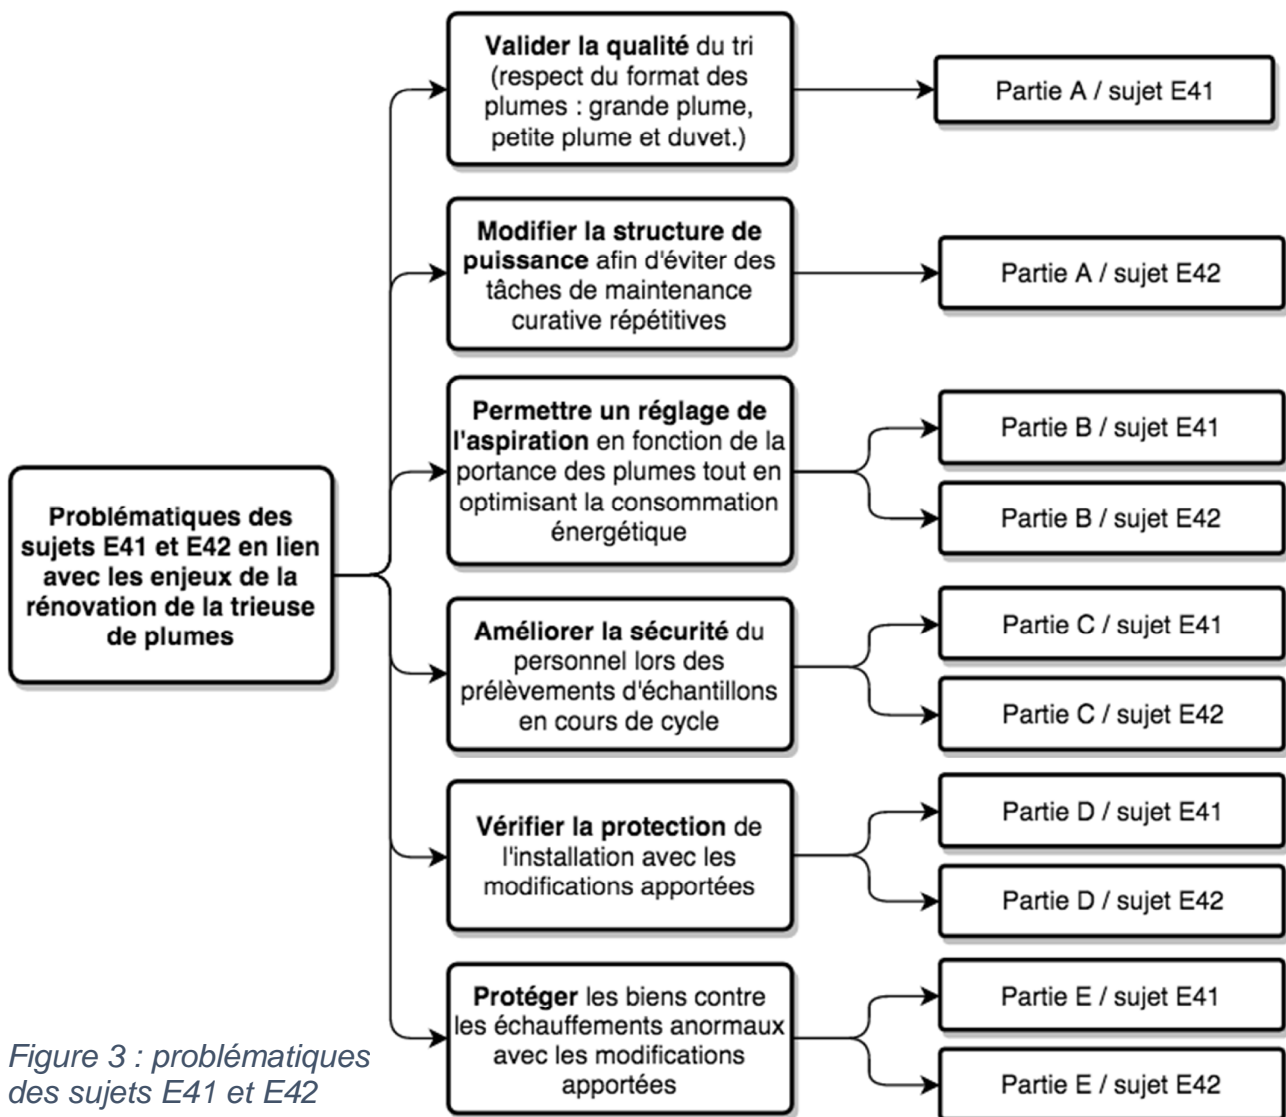 Problématiques des
sujets E41 et E42 en lien
avec les enjeux de la
rénovation de la trieuse
de plumes
Valider la qualité du tri
(respect du format des
plumes : grande plume,
petite plume et duvet.)
Partie A / sujet E41
Modifier la structure de
puissance afin d'éviter des
tâches de maintenance
curative répétitives
Partie A / sujet E42
Permettre un réglage de
l'aspiration en fonction de la
portance des plumes tout en
optimisant la consommation
énergétique
Partie B / sujet E41
Partie B / sujet E42
Améliorer la sécurité du
personnel lors des
prélèvements d'échantillons
en cours de cycle
Partie C / sujet E41
Partie C / sujet E42
Vérifier la protection de
l'installation avec les
modifications apportées
Partie D / sujet E41
Partie D / sujet E42
Protéger les biens contre
les échauffements anormaux
avec les modifications
apportées
Partie E / sujet E41
Partie E / sujet E42
Figure 3 : problématiques
des sujets E41 et E42